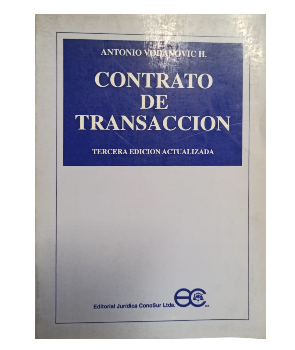 ANTONIO VODANOVIC H.
CONTRATO
DE
TRANSACCION
TERCERA EDICION ACTUALIZADA
Editorial Jurídica ConoSur Ltda.